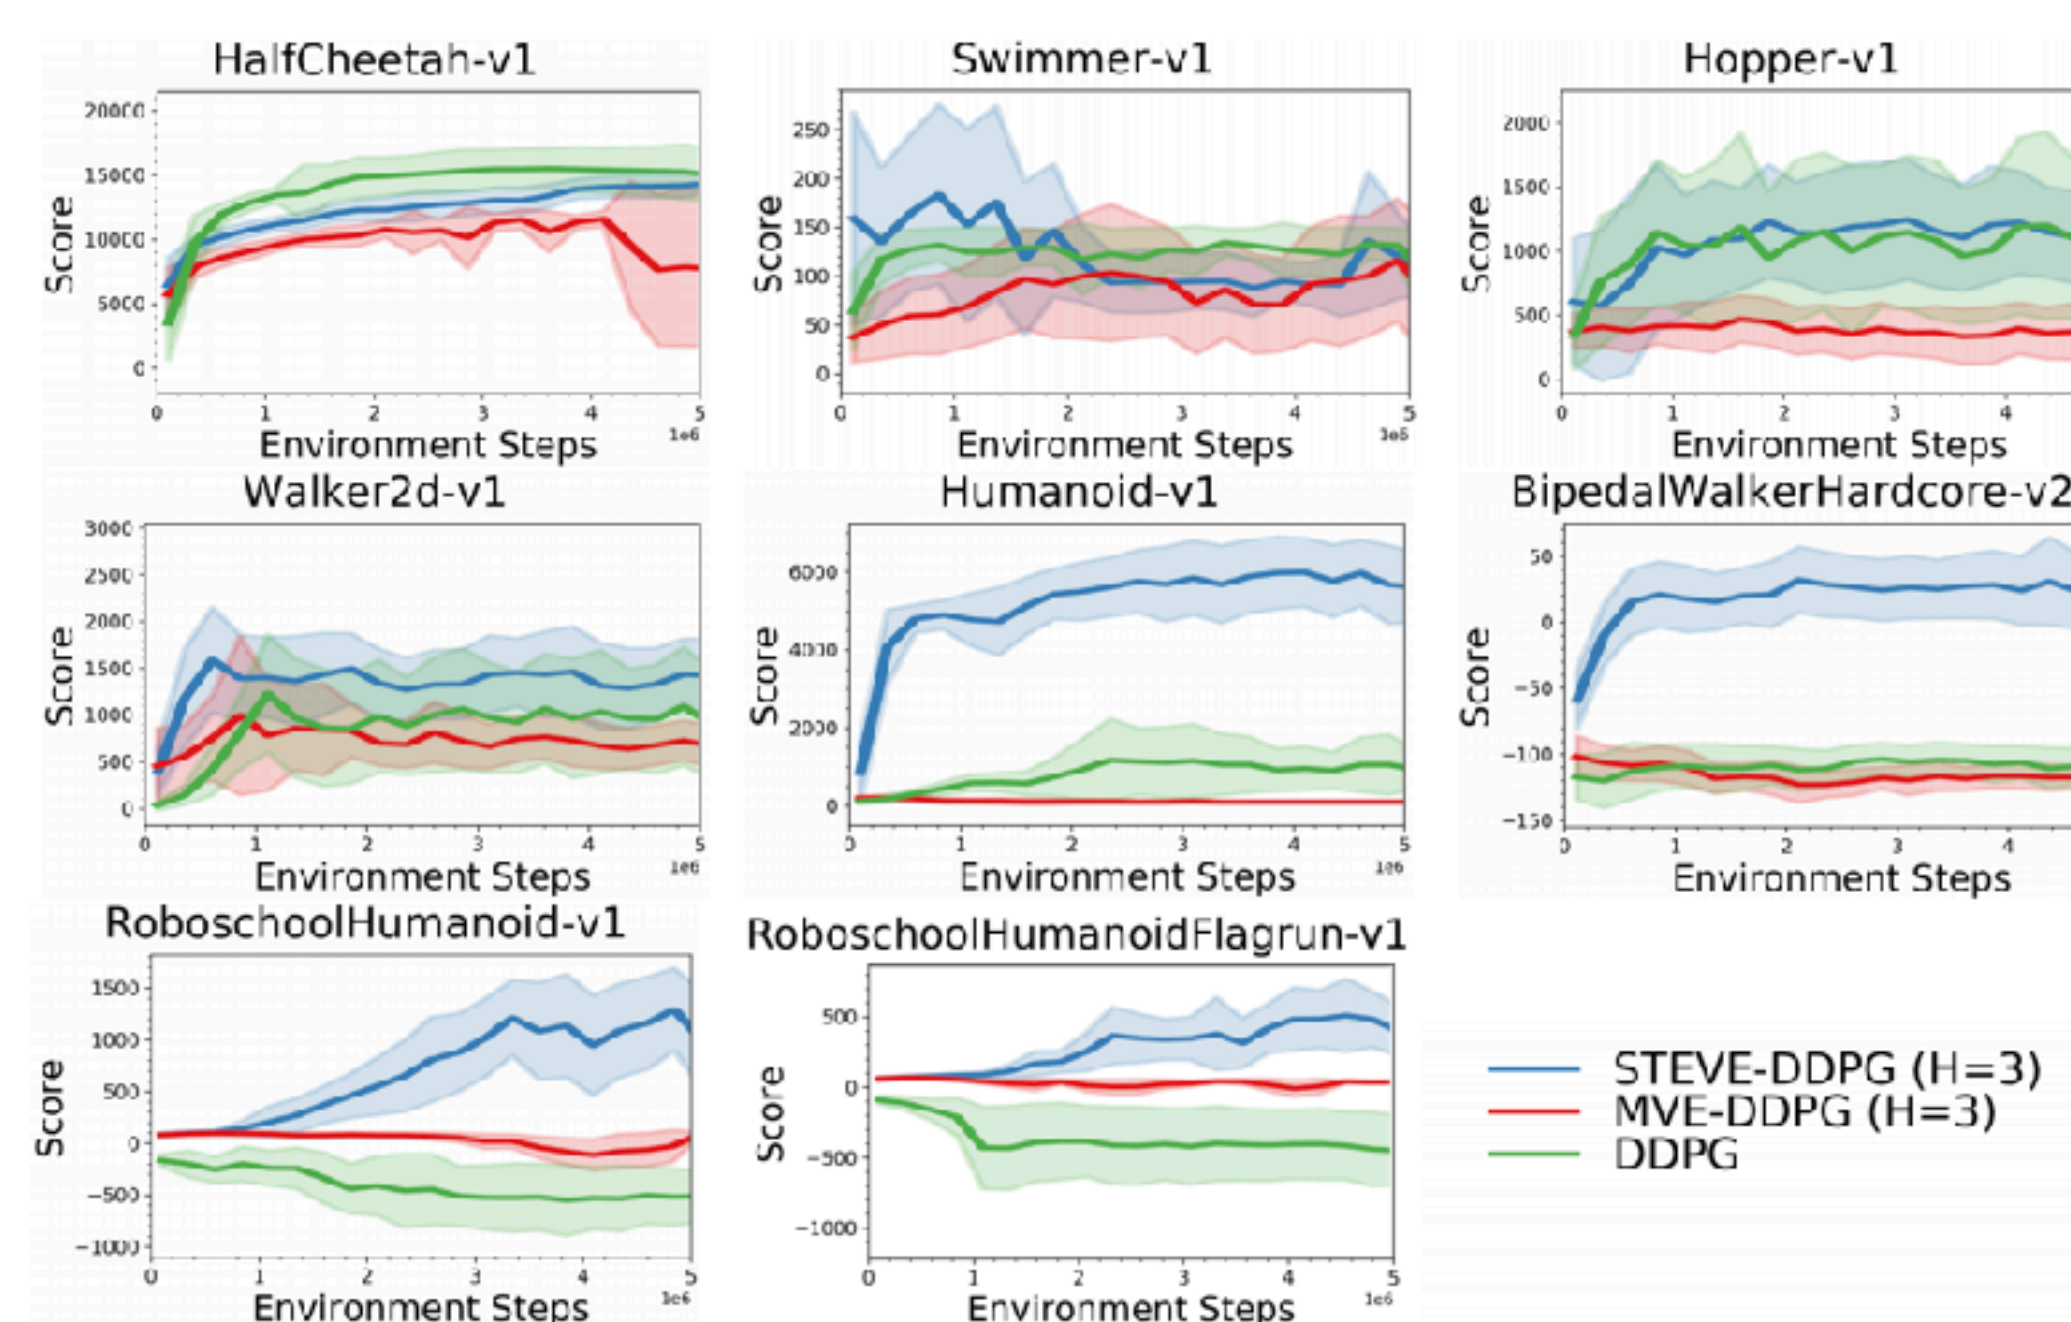 HalfCheetah-v1
Swimmer-v1
Hopper-v1
20000
15000
10000
5000
0
Score
0 1 2 3 4 5
1e6
Environment Steps
250
200
150
100
50
0
Score
0 1 2 3 4 5
Environment Steps
2000
1500
1000
500
0
Score
0 1 2 3 4
Environment Steps
Walker2d-v1
Humanoid-v1
BipedalWalkerHardcore-v2
3000
2500
2000
1500
1000
500
0
Score
0 1 2 3 4 5
1e6
Environment Steps
6000
4000
2000
0
Score
0 1 2 3 4 5
1e6
Environment Steps
50
0
−50
−100
−150
Score
0 1 2 3 4
Environment Steps
RoboschoolHumanoid-v1
RoboschoolHumanoidFlagrun-v1
1500
1000
500
0
−500
−1000
Score
0 1 2 3 4 5
1e6
Environment Steps
500
0
−500
−1000
Score
0 1 2 3 4 5
1e6
Environment Steps
STEVE-DDPG (H=3)
MVE-DDPG (H=3)
DDPG